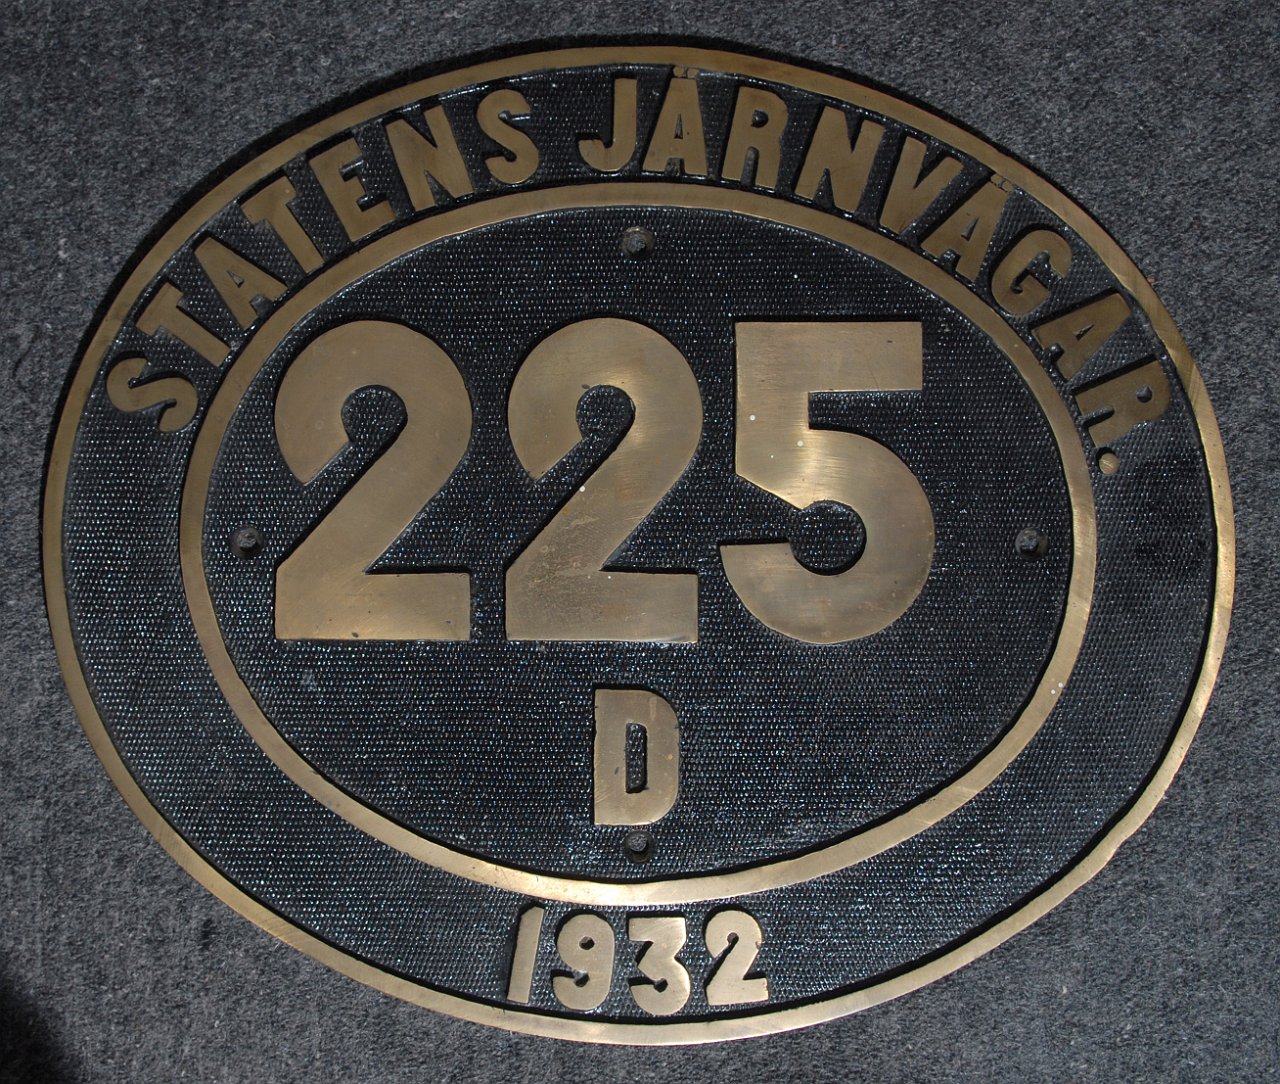 STATENS JÄRNVÄGAR.
225
D
1932